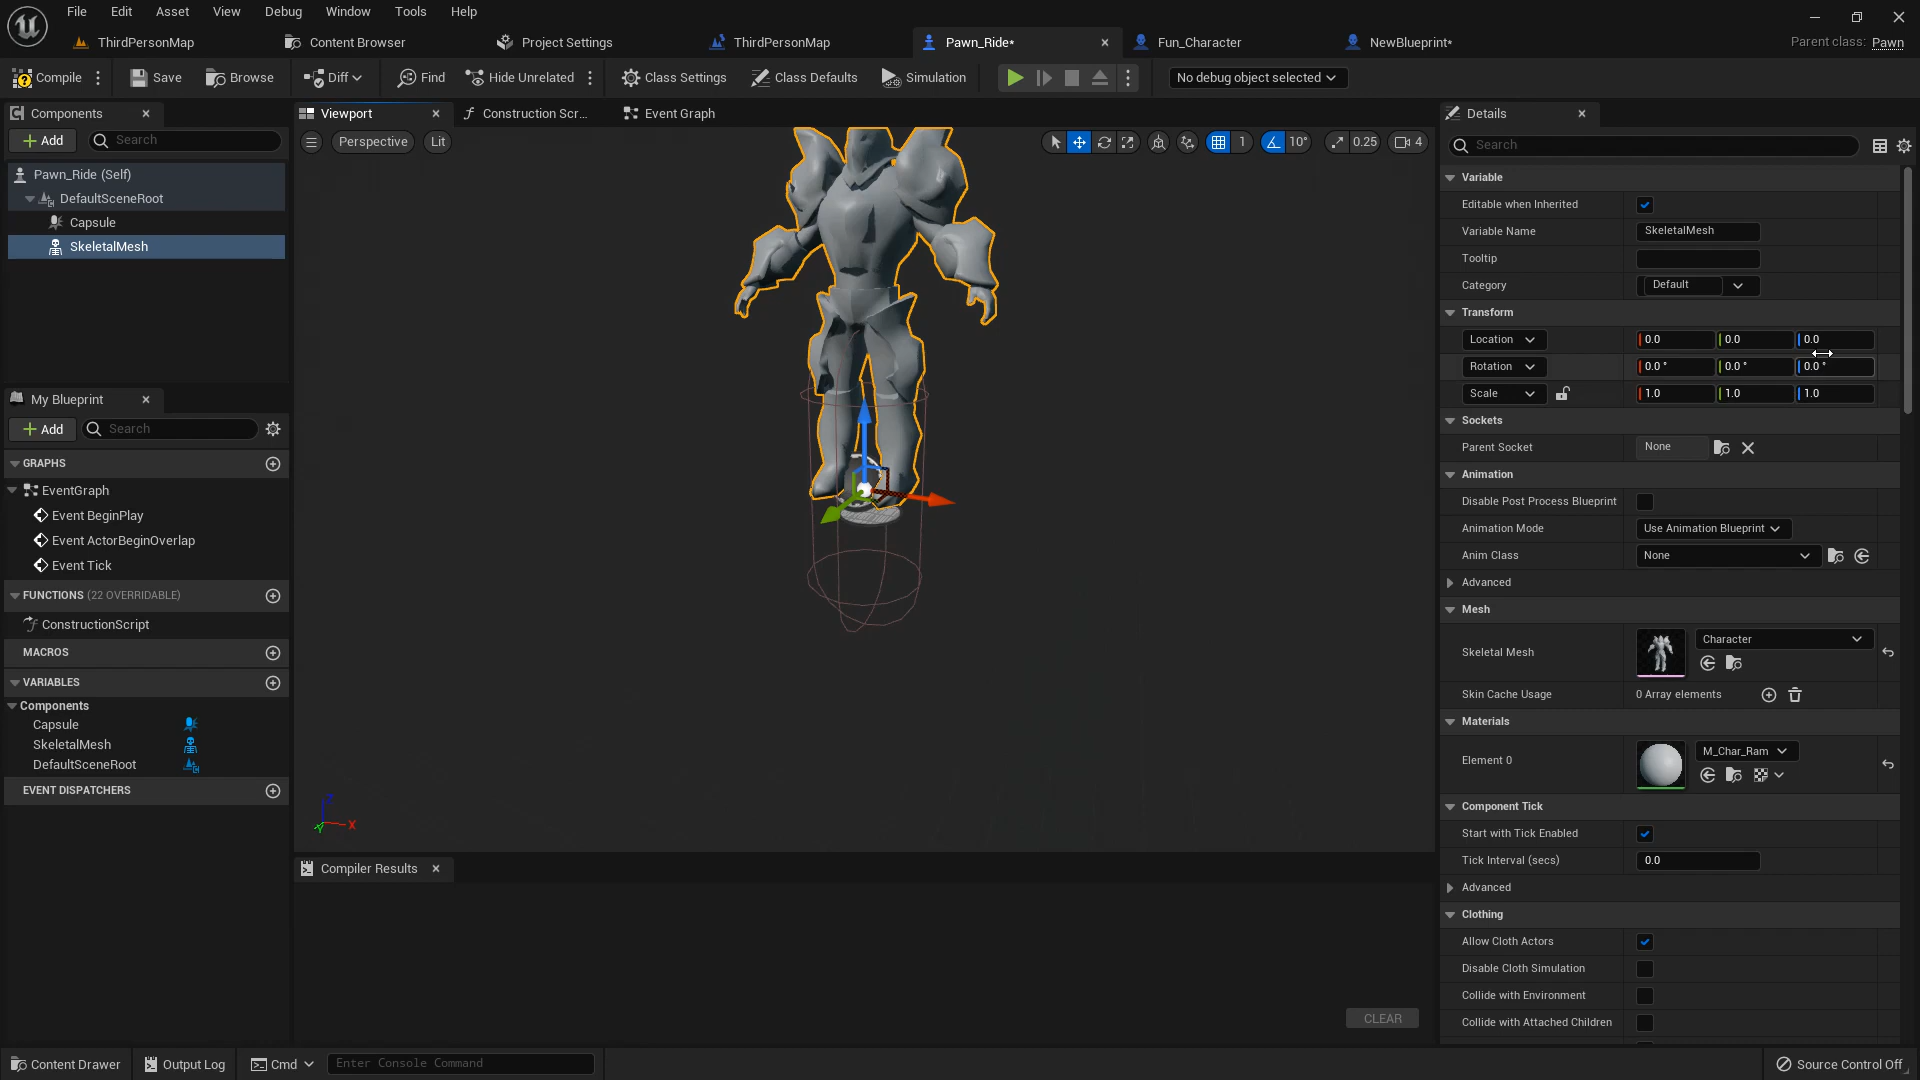 File Edit Asset View Debug Window Tools Help
ThirdPersonMap Content Browser Project Settings ThirdPersonMap Pawn_Ride* Fun_Character NewBlueprint* Parent class: Pawn
Compile Save Browse Diff Find Hide Unrelated Class Settings Class Defaults Simulation No debug object selected
Components
Add Search
Pawn_Ride (Self)
DefaultSceneRoot
Capsule
SkeletalMesh
My Blueprint
Add Search
GRAPHS
EventGraph
Event BeginPlay
Event ActorBeginOverlap
Event Tick
FUNCTIONS (22 OVERRIDABLE)
ConstructionScript
MACROS
VARIABLES
Components
Capsule
SkeletalMesh
DefaultSceneRoot
EVENT DISPATCHERS
Viewport Construction Scr... Event Graph
Perspective Lit 1 10° 0.25 4
Z
X
Y
Compiler Results
CLEAR
Details
Search
Variable
Editable when Inherited
Variable Name SkeletalMesh
Tooltip
Category Default
Transform
Location 0.0 0.0 0.0
Rotation 0.0 ° 0.0 ° 0.0 °
Scale 1.0 1.0 1.0
Sockets
Parent Socket None
Animation
Disable Post Process Blueprint
Animation Mode Use Animation Blueprint
Anim Class None
Advanced
Mesh
Skeletal Mesh Character
Skin Cache Usage 0 Array elements
Materials
Element 0 M_Char_Ram
Component Tick
Start with Tick Enabled
Tick Interval (secs) 0.0
Advanced
Clothing
Allow Cloth Actors
Disable Cloth Simulation
Collide with Environment
Collide with Attached Children
Content Drawer Output Log Cmd Enter Console Command Source Control Off